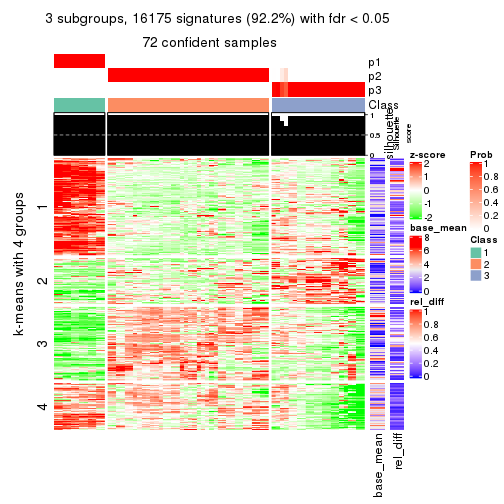 3 subgroups, 16175 signatures (92.2%) with fdr < 0.05
72 confident samples
p1
p2
p3
Class
1
0.5
0
silhouette
Silhouette
score
k-means with 4 groups
1
2
3
4
base_mean
rel_diff
z-score
2
1
0
-1
-2
base_mean
8
6
4
2
0
rel_diff
1
0.8
0.6
0.4
0.2
0
Prob
1
0.8
0.6
0.4
0.2
0
Class
1
2
3